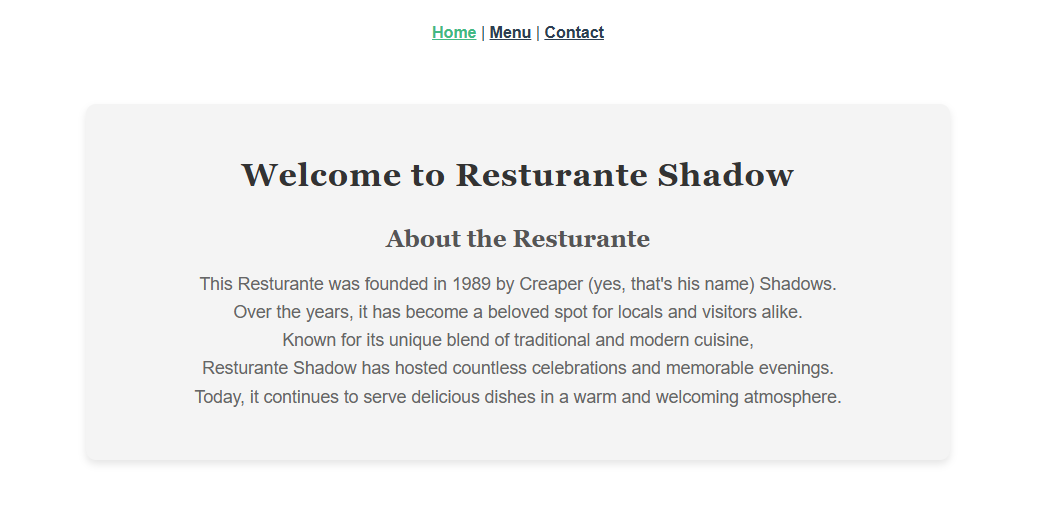 Home | Menu | Contact
Welcome to Resturante Shadow
About the Resturante
This Resturante was founded in 1989 by Creaper (yes, that's his name) Shadows.
Over the years, it has become a beloved spot for locals and visitors alike.
Known for its unique blend of traditional and modern cuisine,
Resturante Shadow has hosted countless celebrations and memorable evenings.
Today, it continues to serve delicious dishes in a warm and welcoming atmosphere.